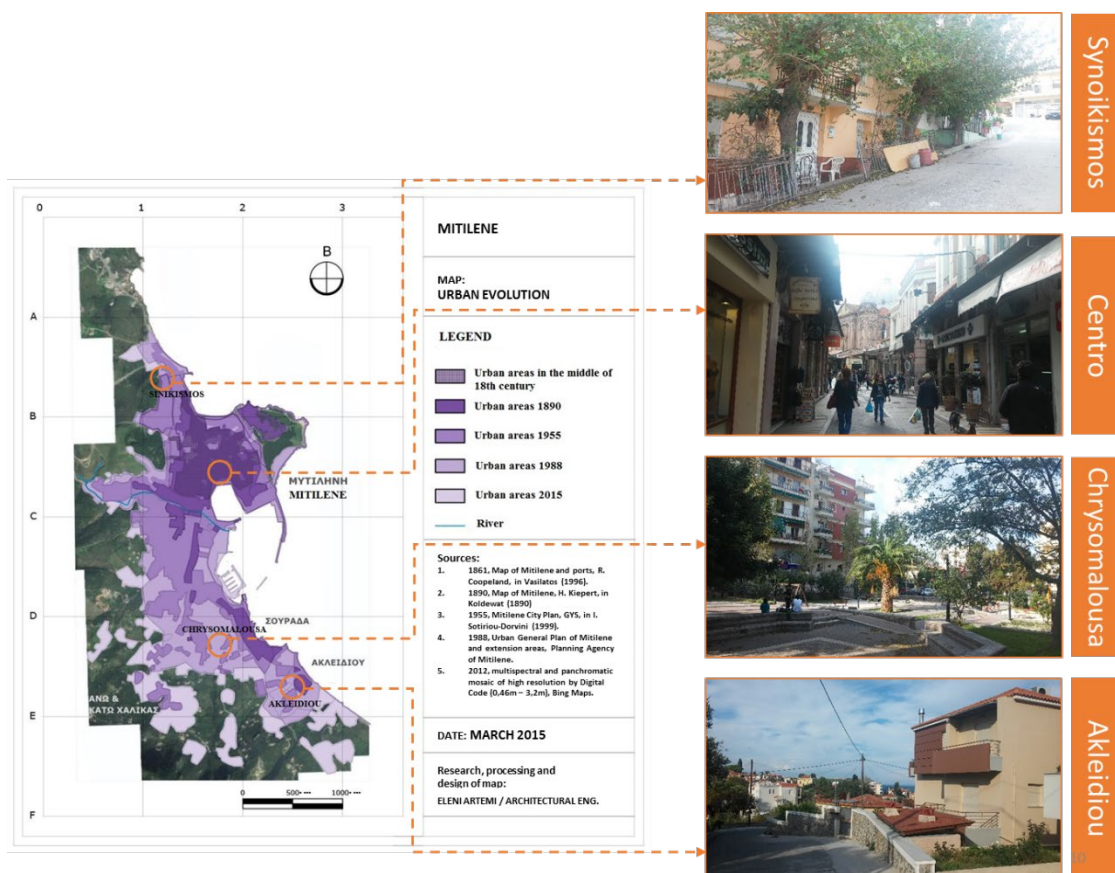 Synoikismos
Centro
Chrysomalousa
Akleidiou
0 1 2 3
A
B
C
D
E
F
B
SINIKISMOS
ΜΥΤΙΛΗΝΗ
MITILENE
CHRYSOMALOUSA
ΣΟΥΡΑΔΑ
ΑΚΛΕΙΔΙΟΥ
AKLEIDIOU
ΑΝΩ &
ΚΑΤΩ ΧΑΛΙΚΑΣ
0 500 1000
MITILENE
MAP:
URBAN EVOLUTION
LEGEND
Urban areas in the middle of
18th century
Urban areas 1890
Urban areas 1955
Urban areas 1988
Urban areas 2015
River
Sources:
1. 1861, Map of Mitilene and ports, R.
Coopeland, in Vasilatos (1996).
2. 1890, Map of Mitilene, H. Kiepert, in
Koldewat (1890)
3. 1955, Mitilene City Plan, GYS, in I.
Sotiriou-Dorvini (1999).
4. 1988, Urban General Plan of Mitilene
and extension areas, Planning Agency
of Mitilene.
5. 2012, multispectral and panchromatic
mosaic of high resolution by Digital
Code (0,46m – 3,2m), Bing Maps.
DATE: MARCH 2015
Research, processing and
design of map:
ELENI ARTEMI / ARCHITECTURAL ENG.
10